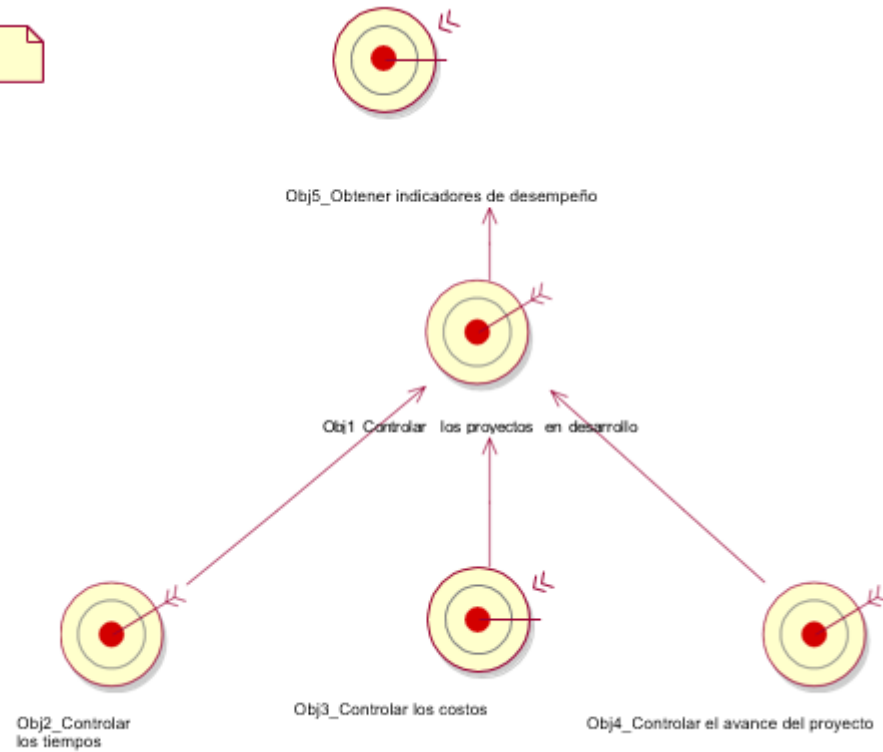 Obj5_Obtener indicadores de desempeño
Obj1 Controlar los proyectos en desarrollo
Obj3_Controlar los costos
Obj2_Controlar
los tiempos
Obj4_Controlar el avance del proyecto